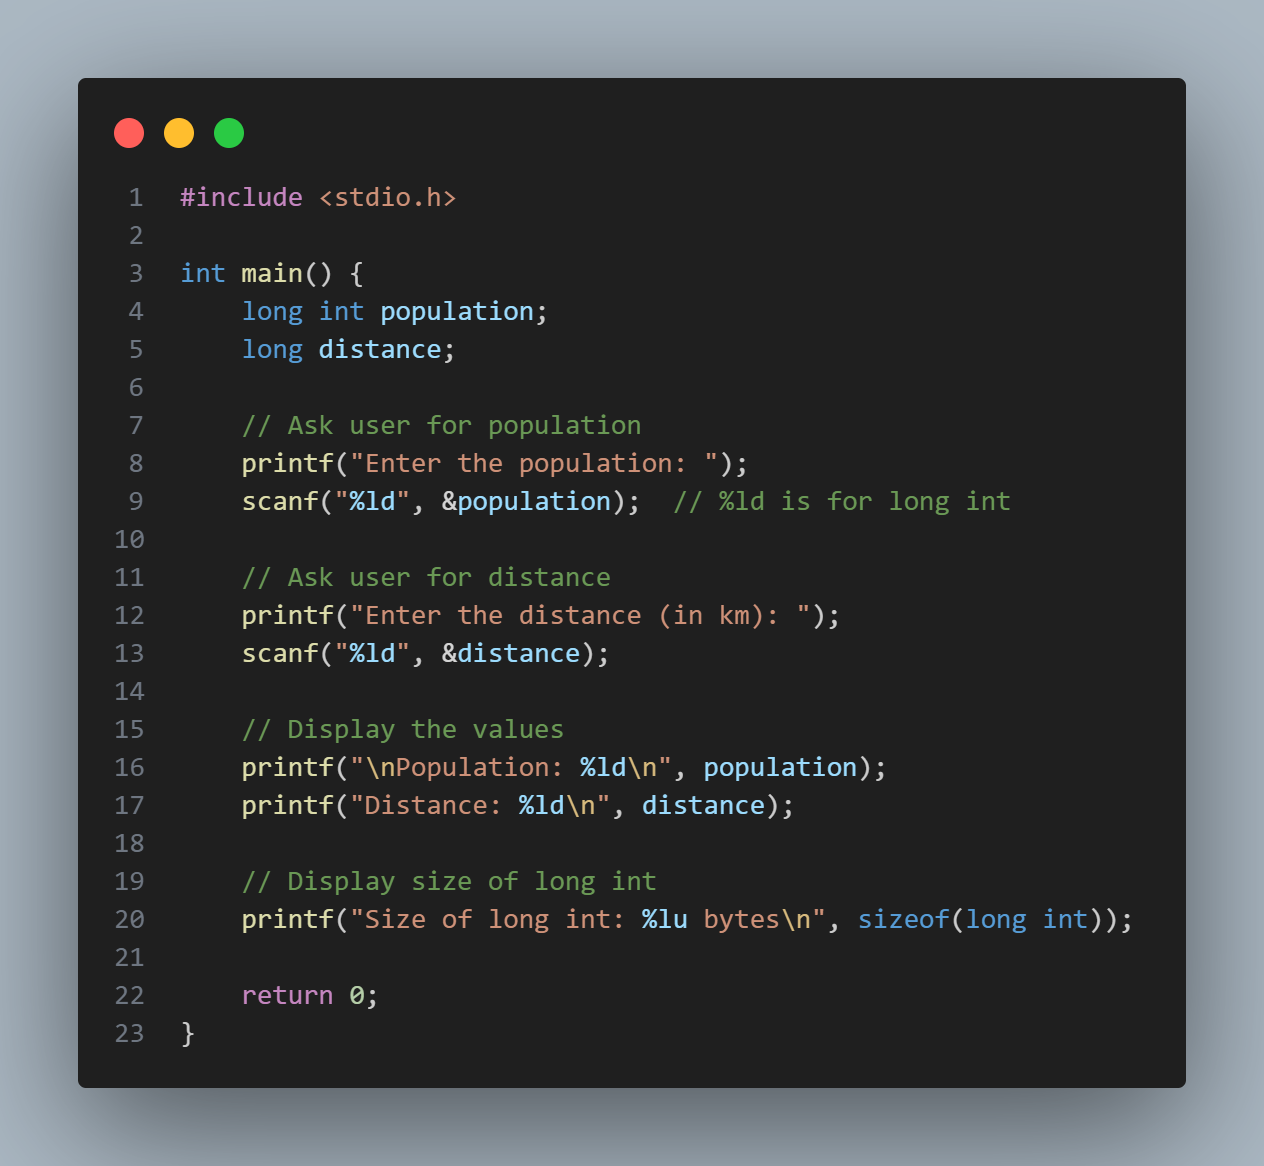 1 #include <stdio.h>
2
3 int main() {
4     long int population;
5     long distance;
6
7     // Ask user for population
8     printf("Enter the population: ");
9     scanf("%ld", &population);  // %ld is for long int
10
11     // Ask user for distance
12     printf("Enter the distance (in km): ");
13     scanf("%ld", &distance);
14
15     // Display the values
16     printf("\nPopulation: %ld\n", population);
17     printf("Distance: %ld\n", distance);
18
19     // Display size of long int
20     printf("Size of long int: %lu bytes\n", sizeof(long int));
21
22     return 0;
23 }